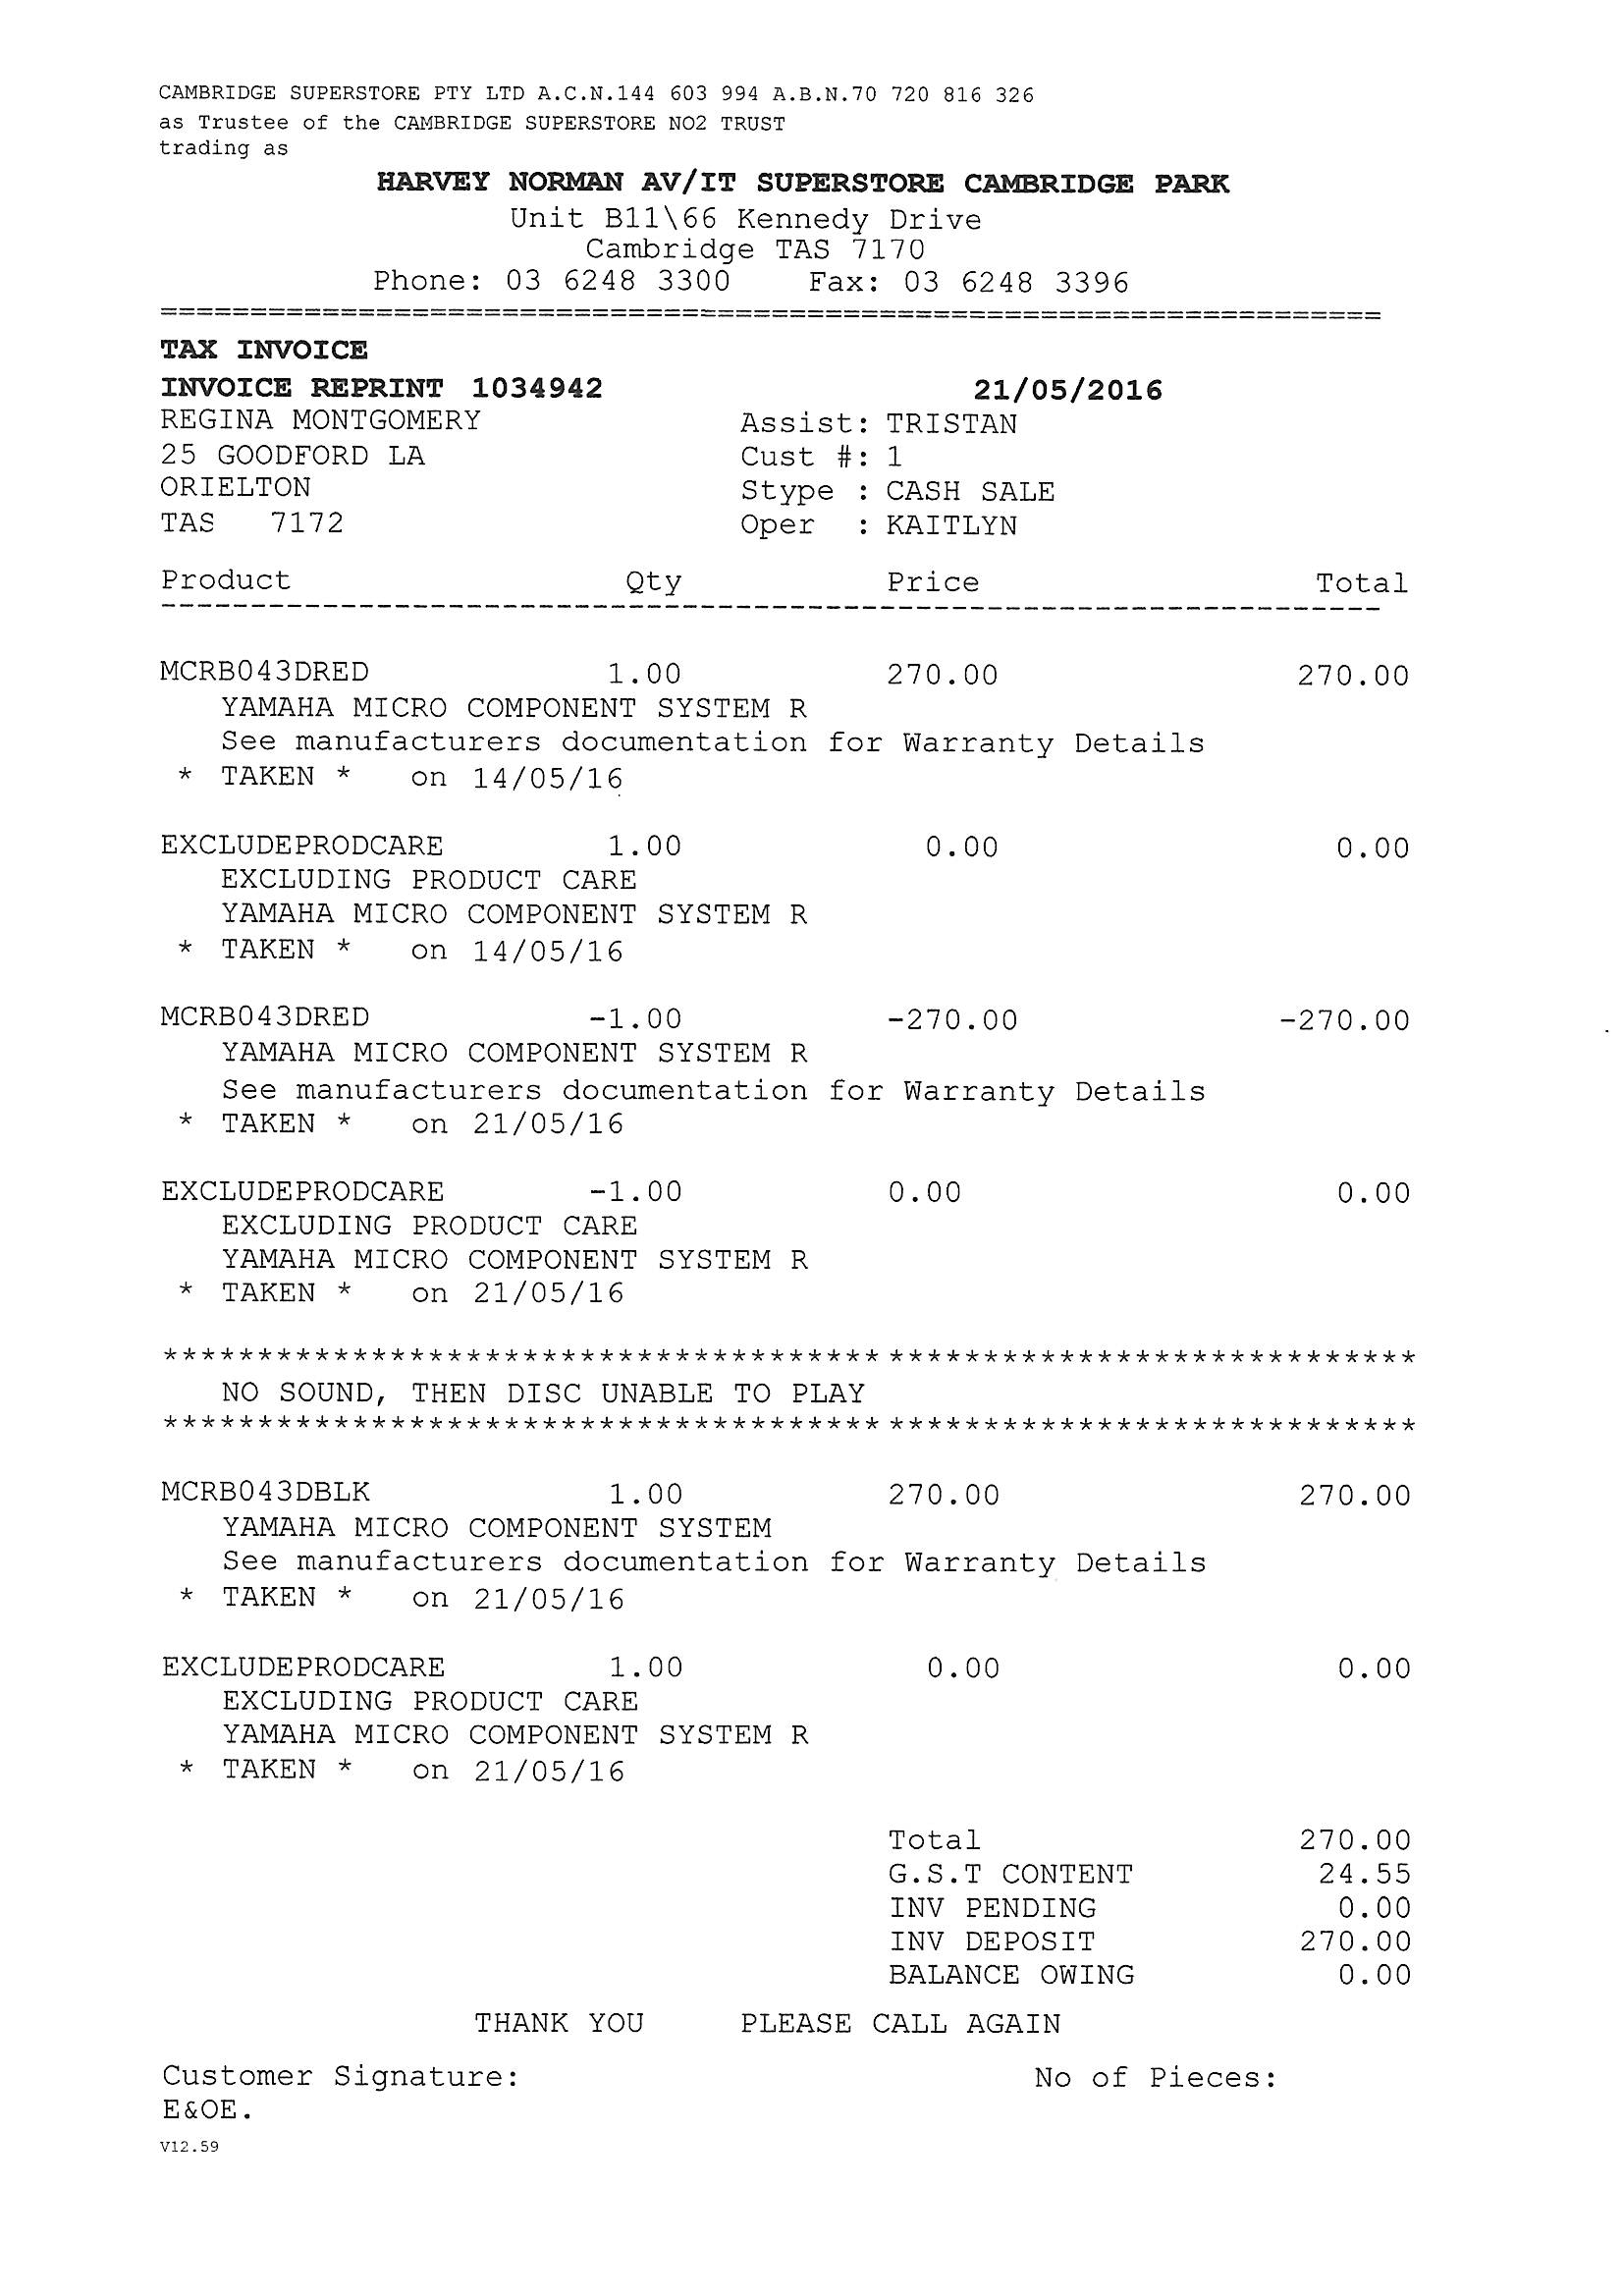 CAMBRIDGE SUPERSTORE PTY LTD A.C.N.144 603 994 A.B.N.70 720 816 326
as Trustee of the CAMBRIDGE SUPERSTORE NO2 TRUST
trading as
HARVEY NORMAN AV/IT SUPERSTORE CAMBRIDGE PARK
Unit B11\66 Kennedy Drive
Cambridge TAS 7170
Phone: 03 6248 3300 Fax: 03 6248 3396
====================================================================
TAX INVOICE
INVOICE REPRINT 1034942 21/05/2016
REGINA MONTGOMERY Assist: TRISTAN
25 GOODFORD LA Cust #: 1
ORIELTON Stype : CASH SALE
TAS 7172 Oper : KAITLYN
Product Qty Price Total
--------------------------------------------------------------------
MCRB043DRED 1.00 270.00 270.00
YAMAHA MICRO COMPONENT SYSTEM R
See manufacturers documentation for Warranty Details
* TAKEN * on 14/05/16
EXCLUDEPRODCARE 1.00 0.00 0.00
EXCLUDING PRODUCT CARE
YAMAHA MICRO COMPONENT SYSTEM R
* TAKEN * on 14/05/16
MCRB043DRED -1.00 -270.00 -270.00
YAMAHA MICRO COMPONENT SYSTEM R
See manufacturers documentation for Warranty Details
* TAKEN * on 21/05/16
EXCLUDEPRODCARE -1.00 0.00 0.00
EXCLUDING PRODUCT CARE
YAMAHA MICRO COMPONENT SYSTEM R
* TAKEN * on 21/05/16
******************************************************************
NO SOUND, THEN DISC UNABLE TO PLAY
******************************************************************
MCRB043DBLK 1.00 270.00 270.00
YAMAHA MICRO COMPONENT SYSTEM
See manufacturers documentation for Warranty Details
* TAKEN * on 21/05/16
EXCLUDEPRODCARE 1.00 0.00 0.00
EXCLUDING PRODUCT CARE
YAMAHA MICRO COMPONENT SYSTEM R
* TAKEN * on 21/05/16
Total 270.00
G.S.T CONTENT 24.55
INV PENDING 0.00
INV DEPOSIT 270.00
BALANCE OWING 0.00
THANK YOU PLEASE CALL AGAIN
Customer Signature: No of Pieces:
E&OE.
V12.59